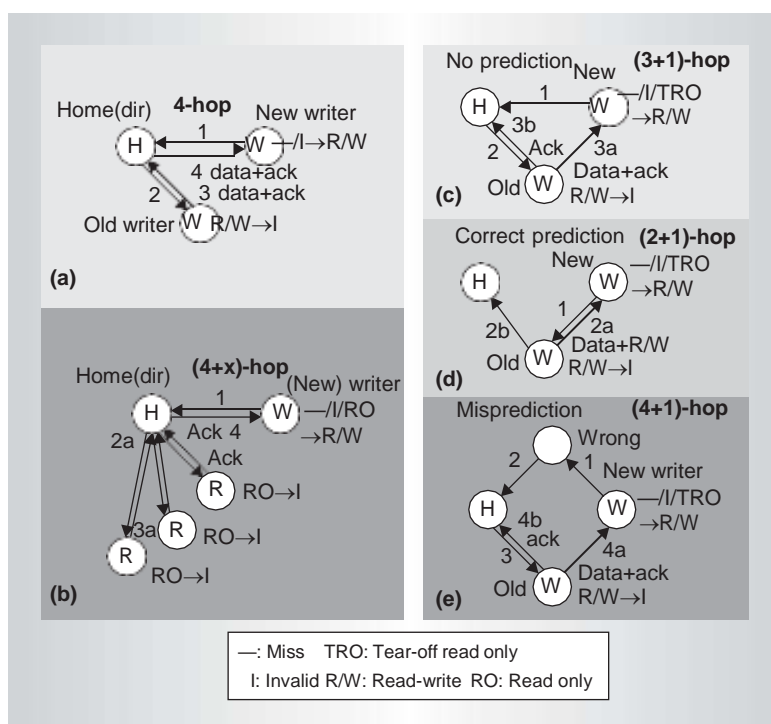 4-hop
Home(dir)
New writer
1
H
W
—/I→R/W
4 data+ack
2
3 data+ack
Old writer
W
R/W→I
(a)
(4+x)-hop
Home(dir)
(New) writer
1
H
W
—/I/RO
→R/W
Ack 4
2a
Ack
R
RO→I
3a
R
RO→I
R
RO→I
(b)
No prediction
(3+1)-hop
New
1
H
W
—/I/TRO
→R/W
3b
2
Ack
3a
Data+ack
Old
W
R/W→I
(c)
Correct prediction
(2+1)-hop
New
—/I/TRO
H
W
→R/W
1
2b
2a
Data+R/W
Old
W
R/W→I
(d)
Misprediction
(4+1)-hop
Wrong
2
1
New writer
H
W
—/I/TRO
→R/W
4b
ack
3
4a
Data+ack
Old
W
R/W→I
(e)
—: Miss TRO: Tear-off read only
I: Invalid R/W: Read-write RO: Read only